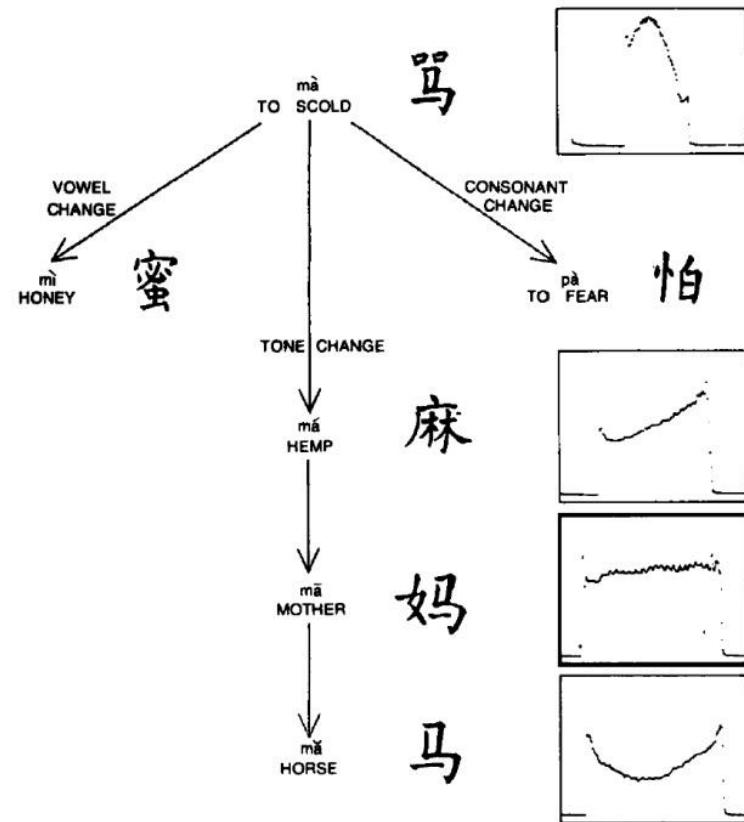 mà
TO SCOLD
骂
VOWEL
CHANGE
CONSONANT
CHANGE
mì
HONEY
蜜
pà
TO FEAR
怕
TONE CHANGE
má
HEMP
麻
mā
MOTHER
妈
mǎ
HORSE
马